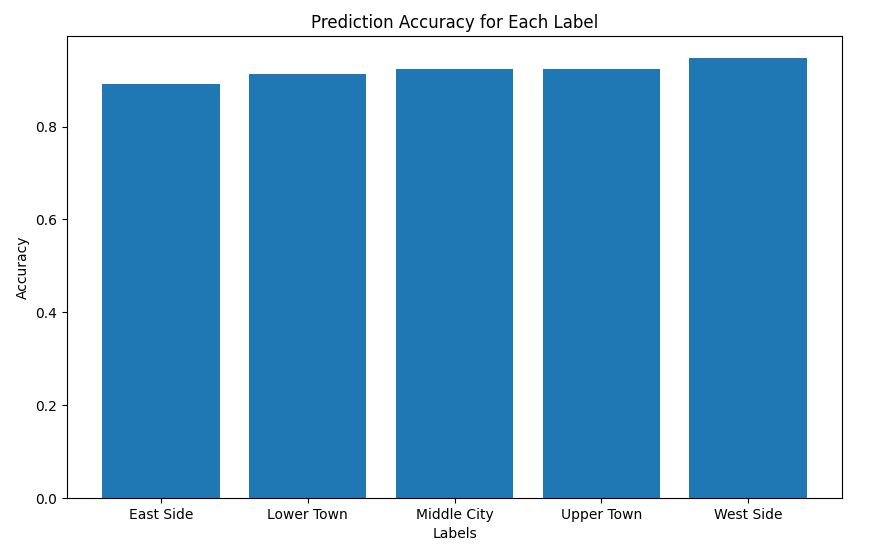 Prediction Accuracy for Each Label
Accuracy
0.8
0.6
0.4
0.2
0.0
East Side Lower Town Middle City Upper Town West Side
Labels